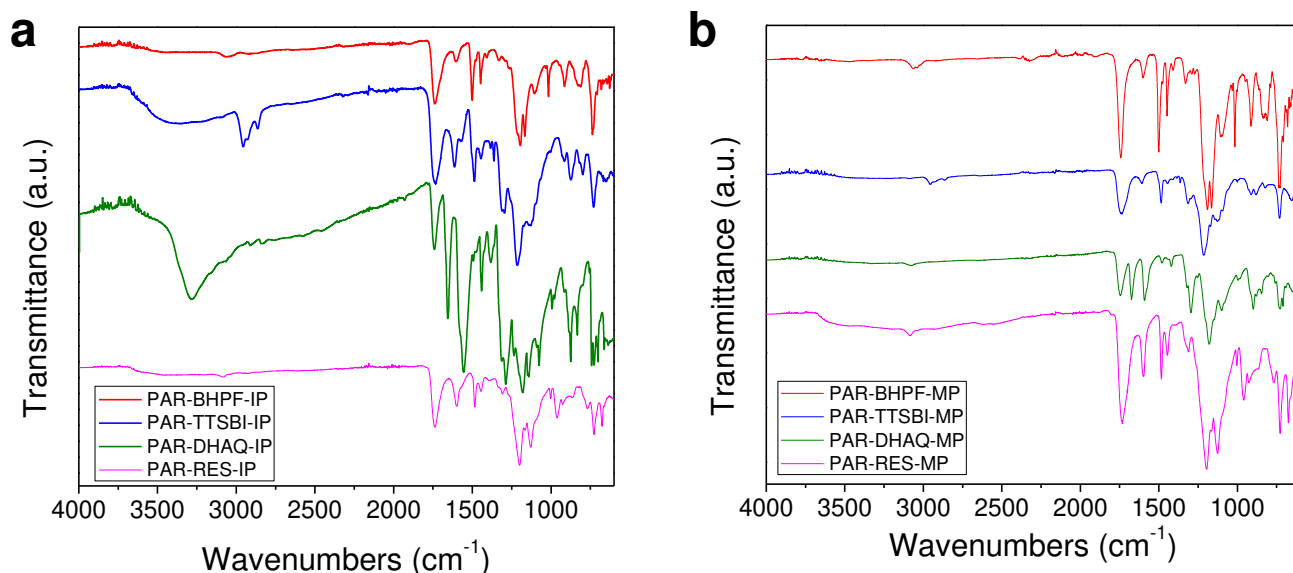 a
Transmittance (a.u.)
PAR-BHPF-IP
PAR-TTSBI-IP
PAR-DHAQ-IP
PAR-RES-IP
4000 3500 3000 2500 2000 1500 1000
Wavenumbers (cm⁻¹)
b
Transmittance (a.u.)
PAR-BHPF-MP
PAR-TTSBI-MP
PAR-DHAQ-MP
PAR-RES-MP
4000 3500 3000 2500 2000 1500 1000
Wavenumbers (cm⁻¹)